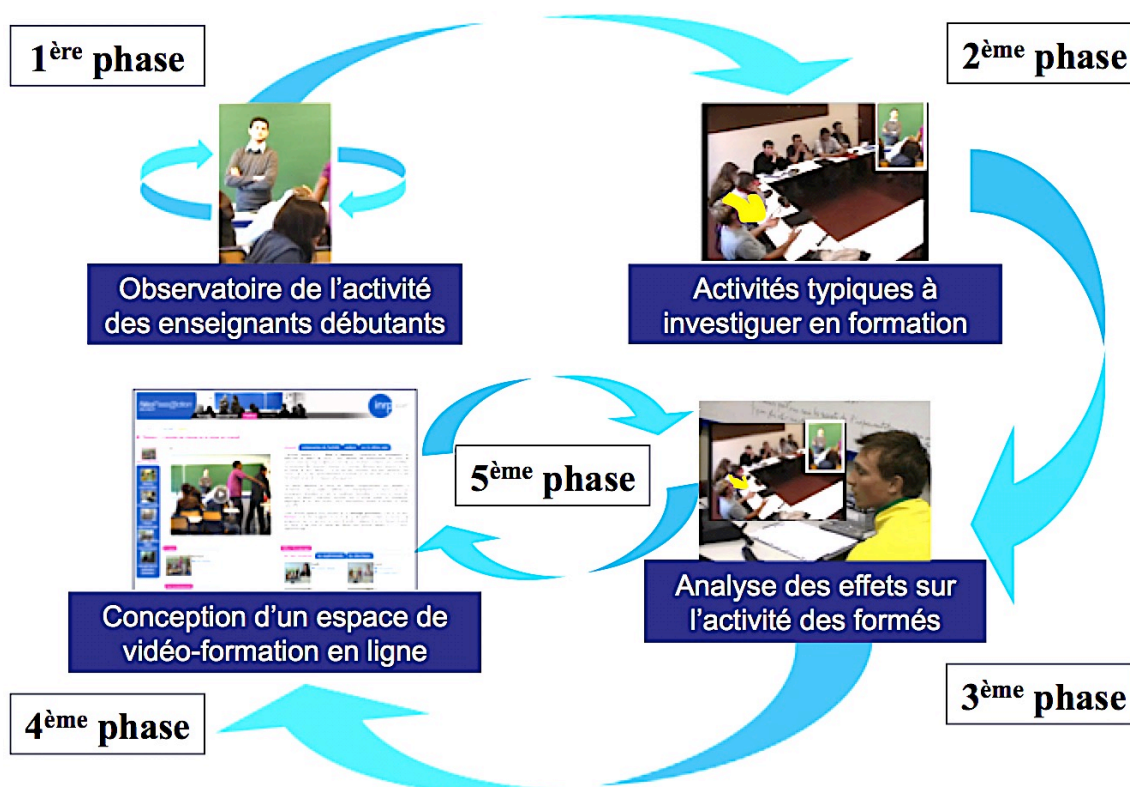 1ère phase
2ème phase
Observatoire de l’activité
des enseignants débutants
Activités typiques à
investiguer en formation
5ème phase
Conception d’un espace de
vidéo-formation en ligne
Analyse des effets sur
l’activité des formés
4ème phase
3ème phase
inrp